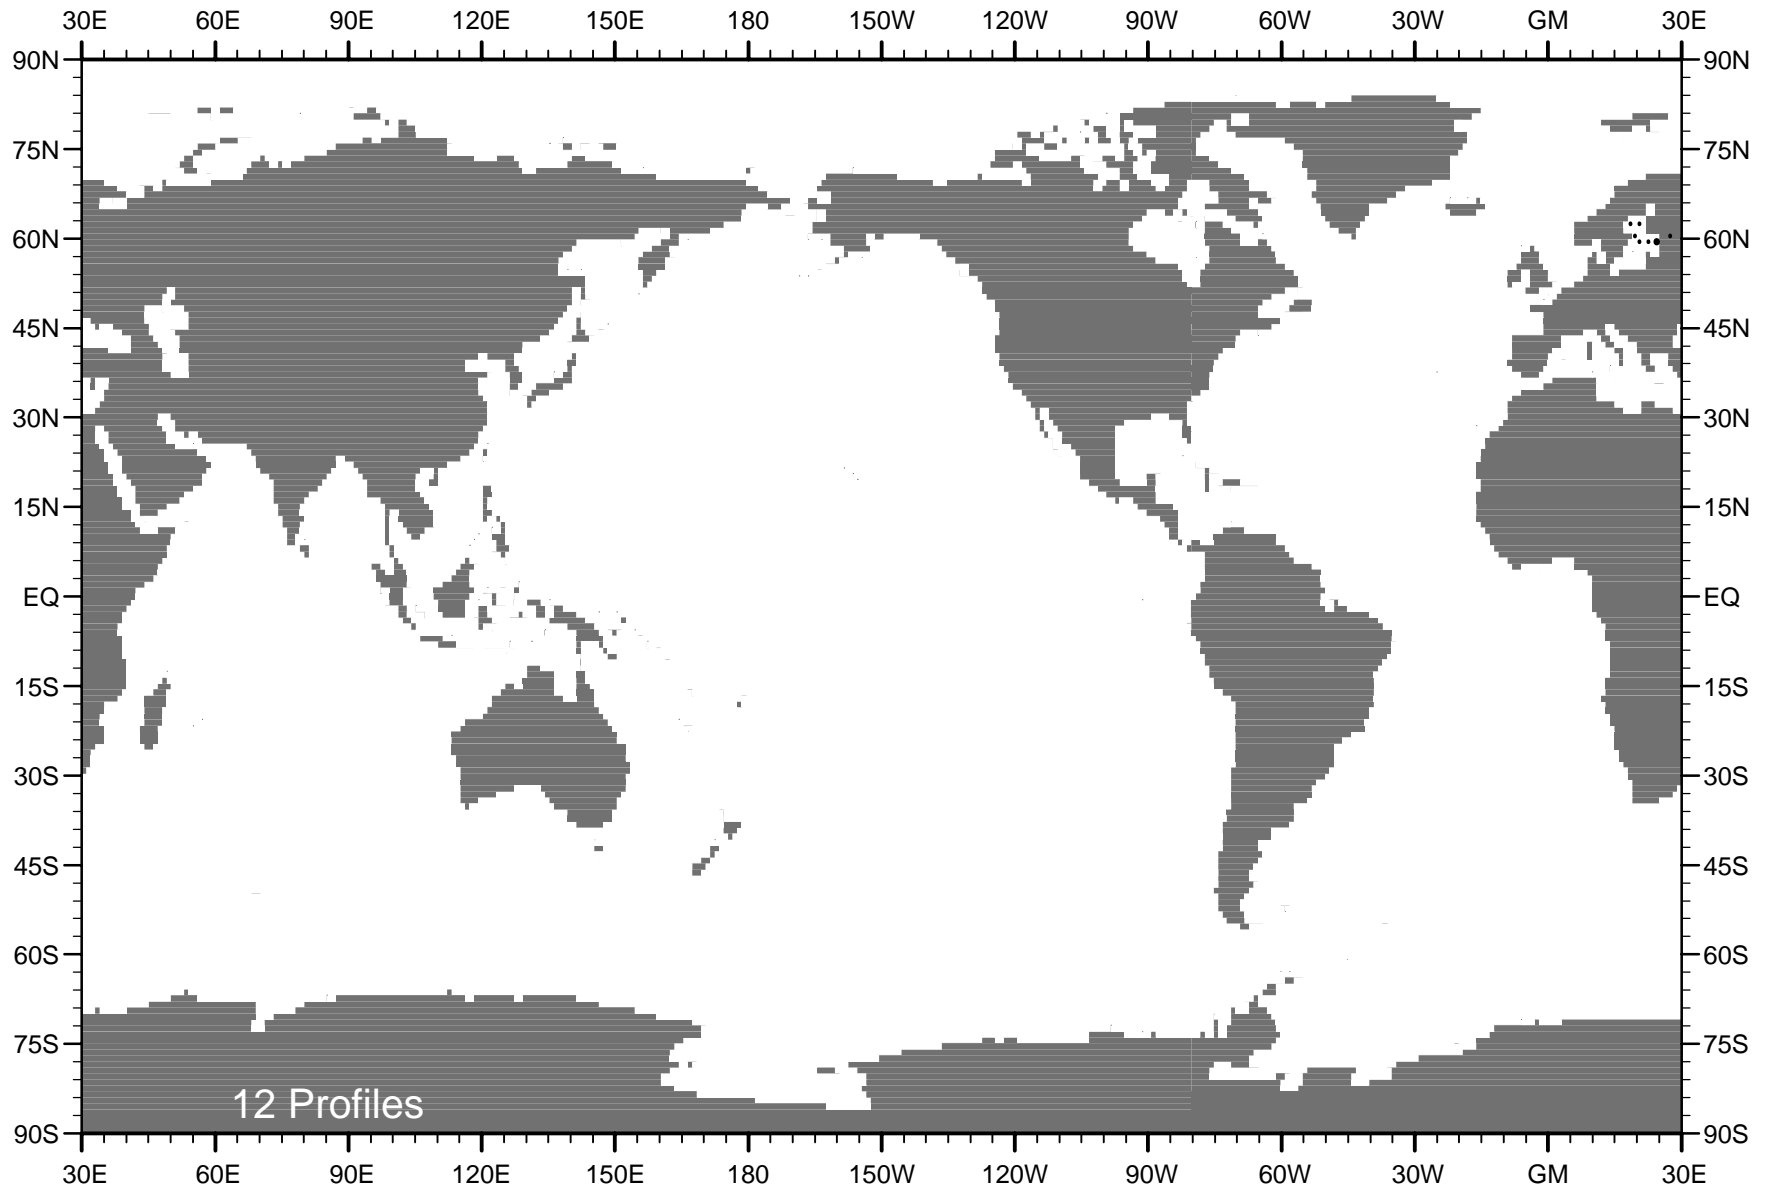 30E 60E 90E 120E 150E 180 150W 120W 90W 60W 30W GM 30E
90N 90N
75N 75N
60N 60N
45N 45N
30N 30N
15N 15N
EQ EQ
15S 15S
30S 30S
45S 45S
60S 60S
75S 75S
12 Profiles
90S 90S
30E 60E 90E 120E 150E 180 150W 120W 90W 60W 30W GM 30E